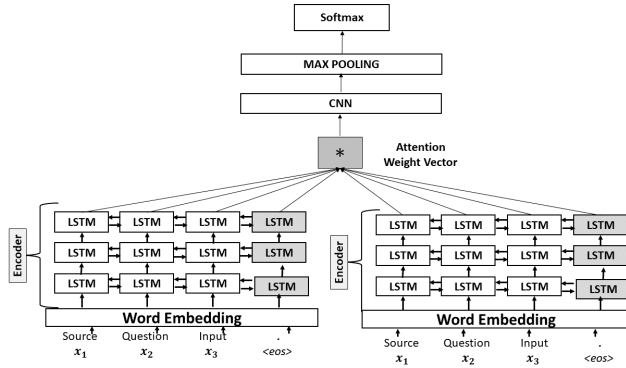 Softmax
MAX POOLING
CNN
*
Attention
Weight Vector
Encoder
LSTM LSTM LSTM LSTM
LSTM LSTM LSTM LSTM
LSTM LSTM LSTM LSTM
Word Embedding
Source Question Input .
x₁ x₂ x₃ <eos>
Encoder
LSTM LSTM LSTM LSTM
LSTM LSTM LSTM LSTM
LSTM LSTM LSTM LSTM
Word Embedding
Source Question Input .
x₁ x₂ x₃ <eos>